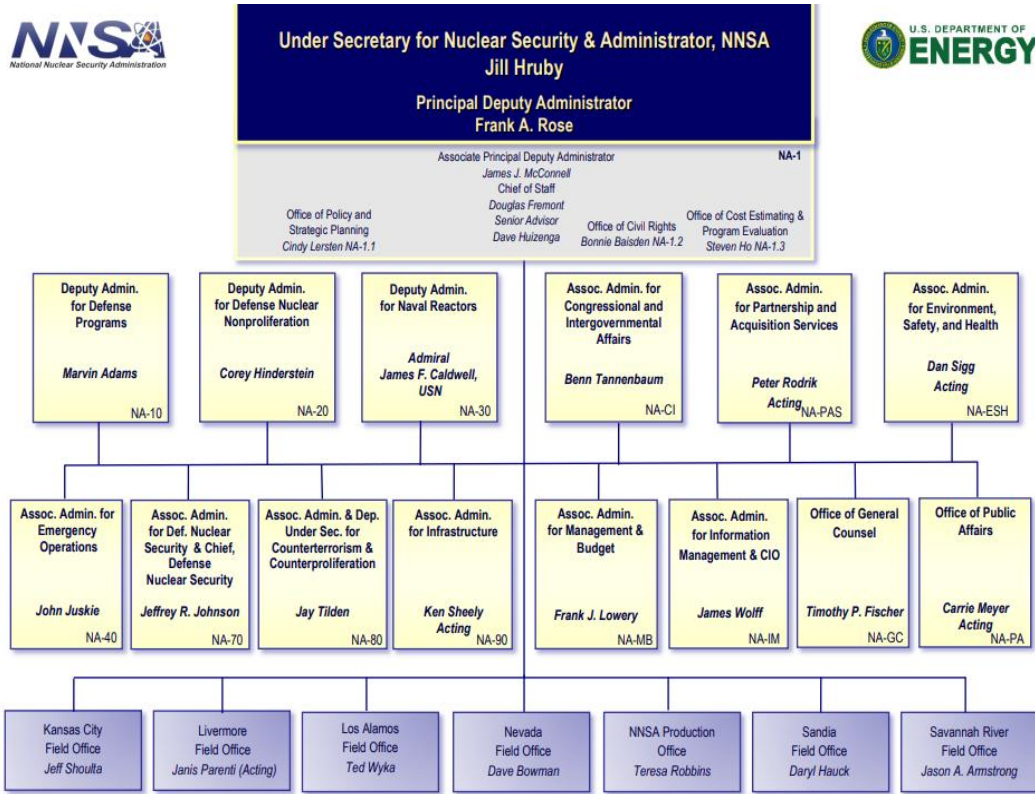 NNSA
National Nuclear Security Administration
Under Secretary for Nuclear Security & Administrator, NNSA
Jill Hruby
Principal Deputy Administrator
Frank A. Rose
U.S. DEPARTMENT OF
ENERGY
NA-1
Associate Principal Deputy Administrator
James J. McConnell
Chief of Staff
Douglas Fremont
Senior Advisor
Dave Huizenga
Office of Policy and
Strategic Planning
Cindy Lersten NA-1.1
Office of Civil Rights
Bonnie Baisden NA-1.2
Office of Cost Estimating &
Program Evaluation
Steven Ho NA-1.3
Deputy Admin.
for Defense
Programs
Marvin Adams
NA-10
Deputy Admin.
for Defense Nuclear
Nonproliferation
Corey Hinderstein
NA-20
Deputy Admin.
for Naval Reactors
Admiral
James F. Caldwell,
USN
NA-30
Assoc. Admin. for
Congressional and
Intergovernmental
Affairs
Benn Tannenbaum
NA-CI
Assoc. Admin.
for Partnership and
Acquisition Services
Peter Rodrik
Acting
NA-PAS
Assoc. Admin.
for Environment,
Safety, and Health
Dan Sigg
Acting
NA-ESH
Assoc. Admin. for
Emergency
Operations
John Juskie
NA-40
Assoc. Admin.
for Def. Nuclear
Security & Chief,
Defense
Nuclear Security
Jeffrey R. Johnson
NA-70
Assoc. Admin. & Dep.
Under Sec. for
Counterterrorism &
Counterproliferation
Jay Tilden
NA-80
Assoc. Admin.
for Infrastructure
Ken Sheely
Acting
NA-90
Assoc. Admin.
for Management &
Budget
Frank J. Lowery
NA-MB
Assoc. Admin.
for Information
Management & CIO
James Wolff
NA-IM
Office of General
Counsel
Timothy P. Fischer
NA-GC
Office of Public
Affairs
Carrie Meyer
Acting
NA-PA
Kansas City
Field Office
Jeff Shoulta
Livermore
Field Office
Janis Parenti (Acting)
Los Alamos
Field Office
Ted Wyka
Nevada
Field Office
Dave Bowman
NNSA Production
Office
Teresa Robbins
Sandia
Field Office
Daryl Hauck
Savannah River
Field Office
Jason A. Armstrong